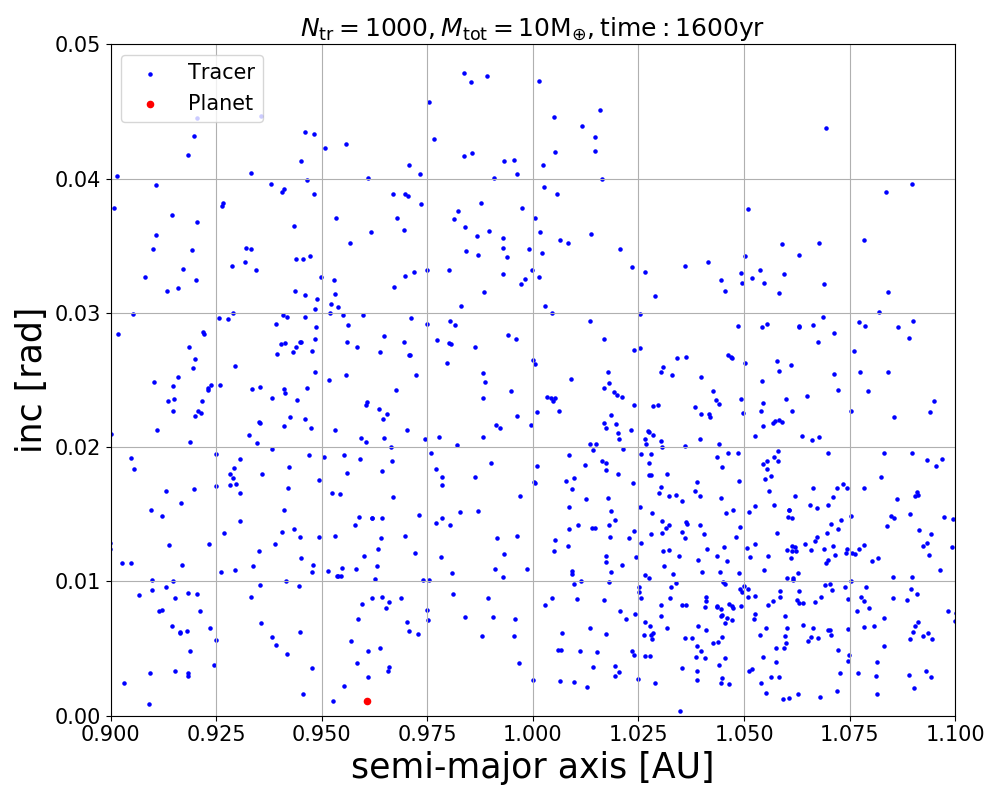 N_tr = 1000, M_tot = 10M_⊕, time : 1600yr
Tracer
Planet
inc [rad]
0.05
0.04
0.03
0.02
0.01
0.00
0.900 0.925 0.950 0.975 1.000 1.025 1.050 1.075 1.100
semi-major axis [AU]